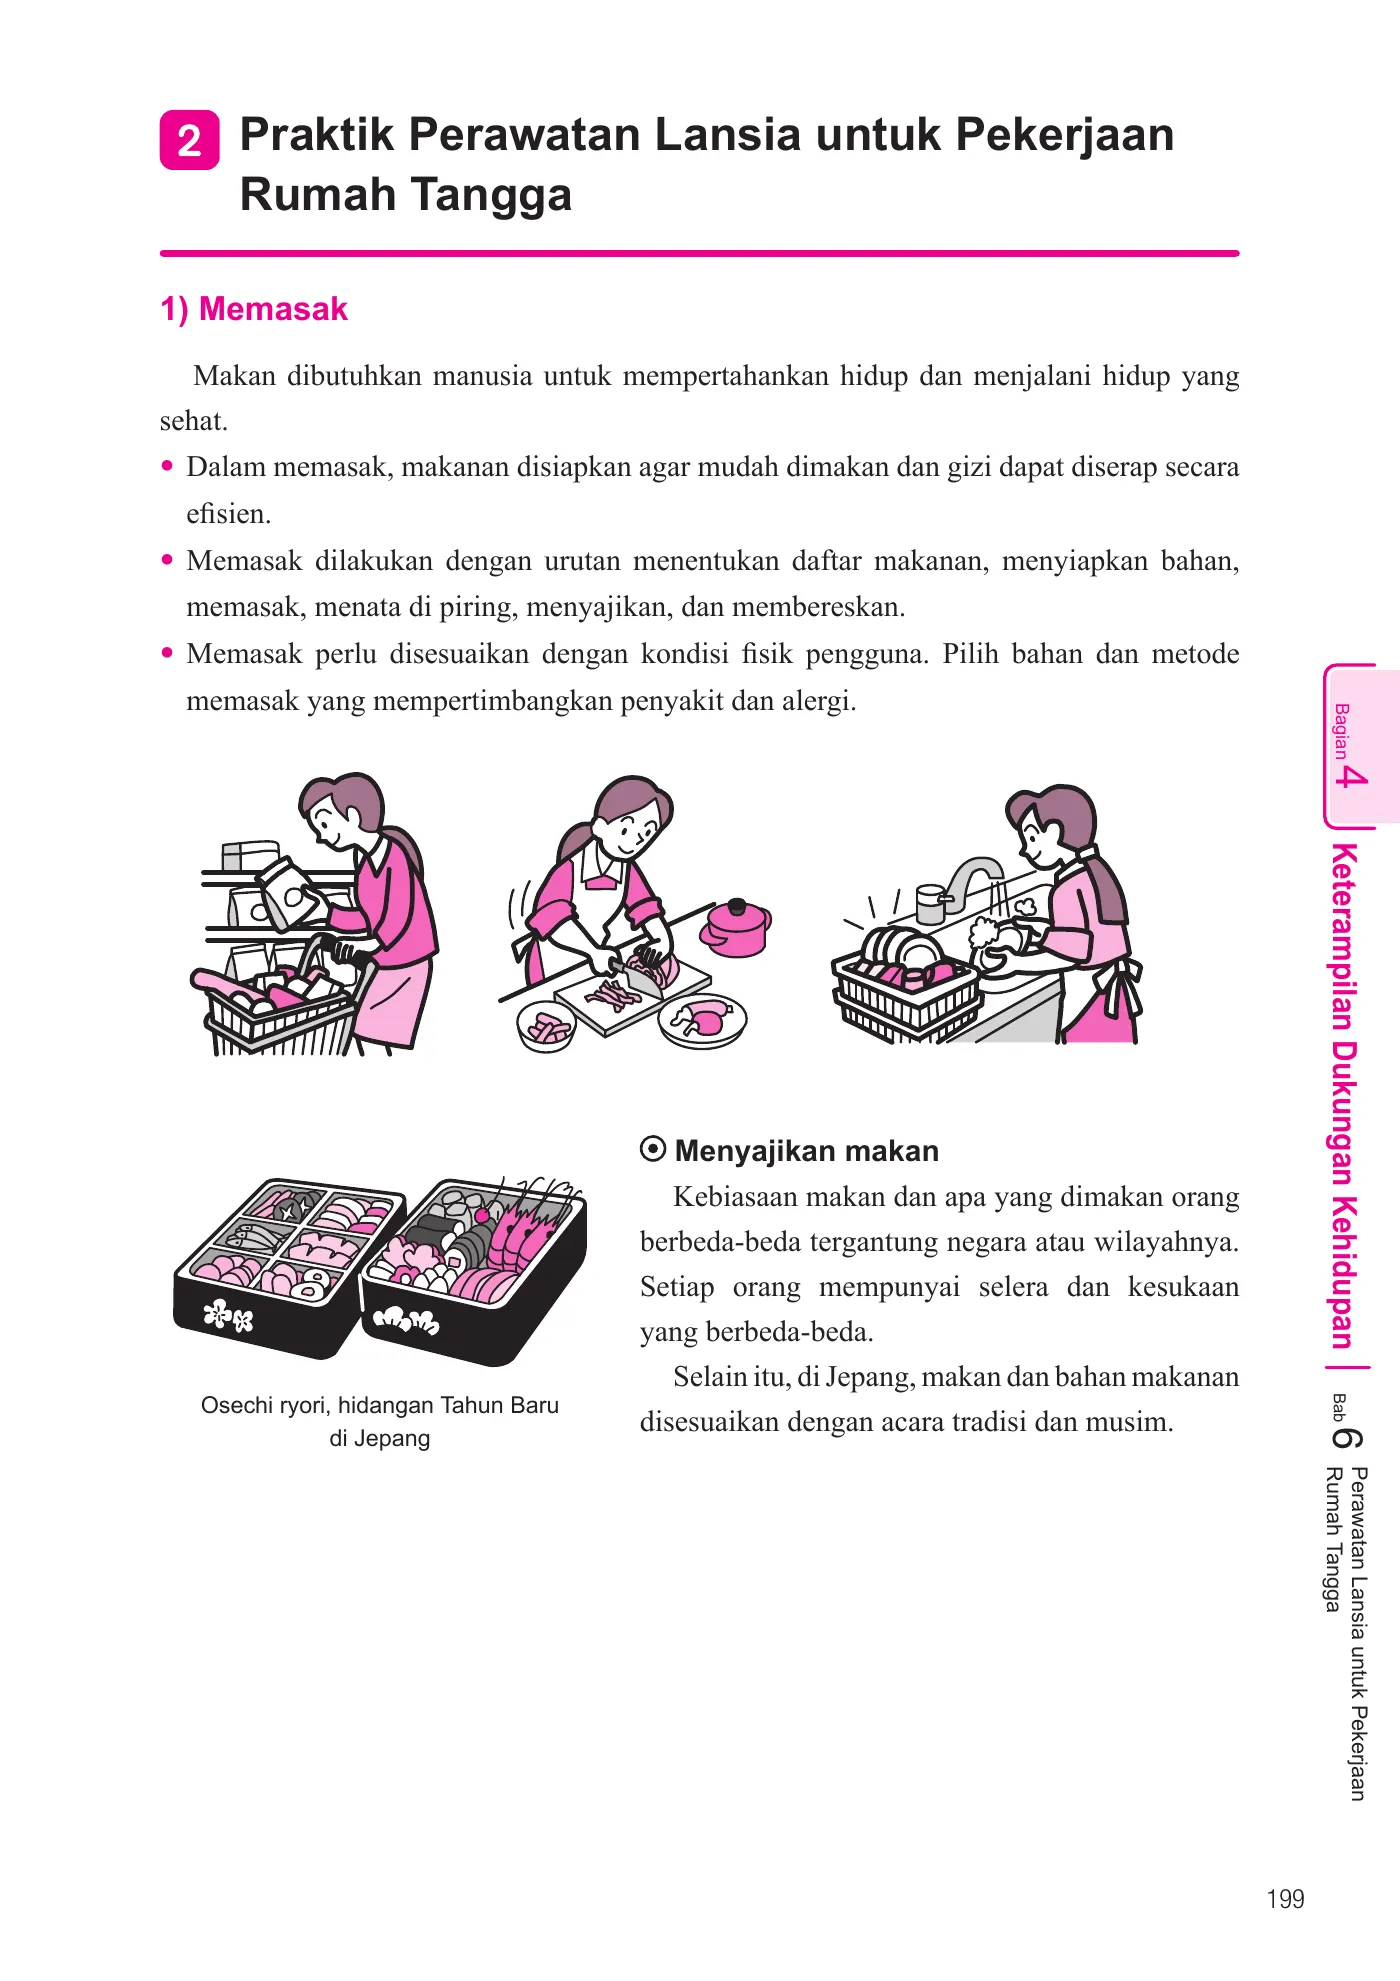 2 Praktik Perawatan Lansia untuk Pekerjaan
Rumah Tangga
1) Memasak
Makan dibutuhkan manusia untuk mempertahankan hidup dan menjalani hidup yang
sehat.
• Dalam memasak, makanan disiapkan agar mudah dimakan dan gizi dapat diserap secara
efisien.
• Memasak dilakukan dengan urutan menentukan daftar makanan, menyiapkan bahan,
memasak, menata di piring, menyajikan, dan membereskan.
• Memasak perlu disesuaikan dengan kondisi fisik pengguna. Pilih bahan dan metode
memasak yang mempertimbangkan penyakit dan alergi.
Osechi ryori, hidangan Tahun Baru
di Jepang
Menyajikan makan
Kebiasaan makan dan apa yang dimakan orang
berbeda-beda tergantung negara atau wilayahnya.
Setiap orang mempunyai selera dan kesukaan
yang berbeda-beda.
Selain itu, di Jepang, makan dan bahan makanan
disesuaikan dengan acara tradisi dan musim.
Bagian 4
Keterampilan Dukungan Kehidupan
Bab 6
Perawatan Lansia untuk Pekerjaan
Rumah Tangga
199